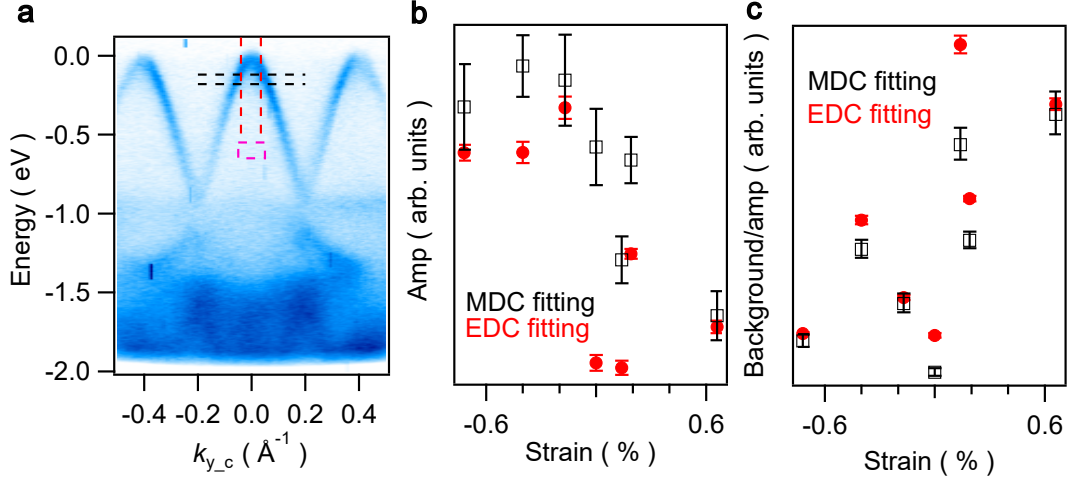 a
Energy ( eV )
0.0
-0.5
-1.0
-1.5
-2.0
-0.4
-0.2
0.0
0.2
0.4
k_y_c ( Å⁻¹ )
b
Amp ( arb. units )
MDC fitting
EDC fitting
-0.6
0.6
Strain ( % )
c
Background/amp ( arb. units )
MDC fitting
EDC fitting
-0.6
0.6
Strain ( % )